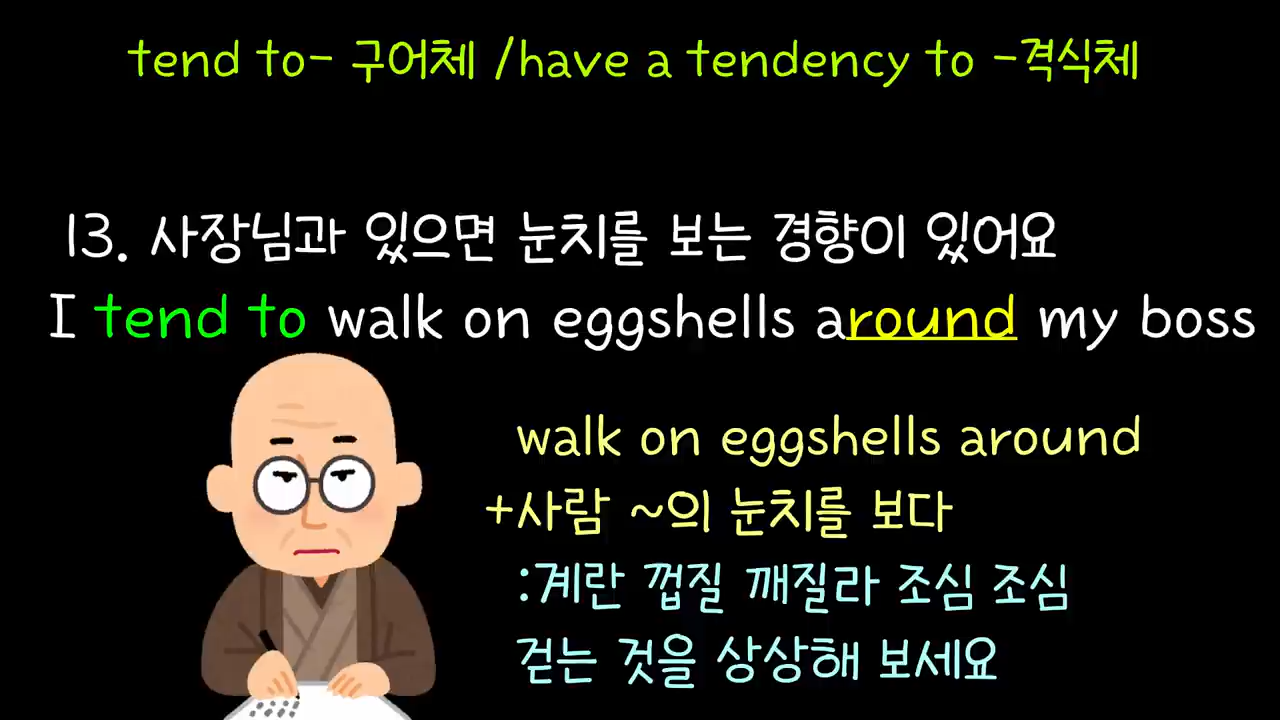 tend to- 구어체 /have a tendency to -격식체
13. 사장님과 있으면 눈치를 보는 경향이 있어요
I tend to walk on eggshells around my boss
walk on eggshells around
+사람 ~의 눈치를 보다
:계란 껍질 깨질라 조심 조심
걷는 것을 상상해 보세요